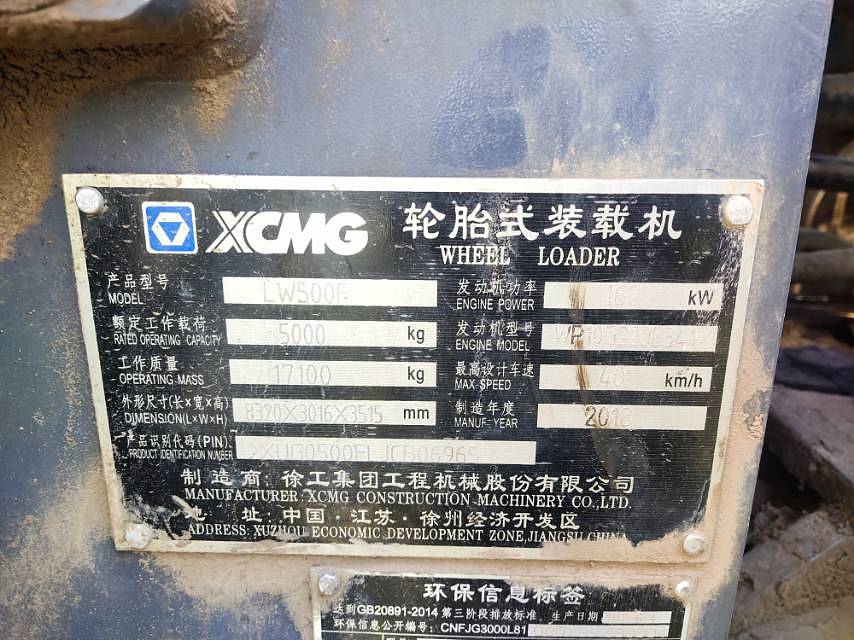 XCMG 轮胎式装载机
WHEEL LOADER
产品型号 LW500F
MODEL
发动机功率 162 kW
ENGINE POWER
额定工作载荷 5000 kg
RATED OPERATING CAPACITY
发动机型号
ENGINE MODEL
工作质量 17100 kg
OPERATING MASS
最高设计车速 40 km/h
MAX·SPEED
外形尺寸(长×宽×高) 8320×3016×3515 mm
DIMENSION(L×W×H)
制造年度 2012
MANUF·YEAR
产品识别代码(PIN)
PRODUCT IDENTIFICATION NUMBER
制造商:徐工集团工程机械股份有限公司
MANUFACTURER:XCMG CONSTRUCTION MACHINERY CO.,LTD.
地 址:中国·江苏·徐州经济开发区
ADDRESS: XUZHOU ECONOMIC DEVELOPMENT ZONE,JIANGSU,CHINA
环保信息标签
达到GB20891-2014 第三阶段排放标准, 生产日期
环保信息公开编号: CNFJG3000L81